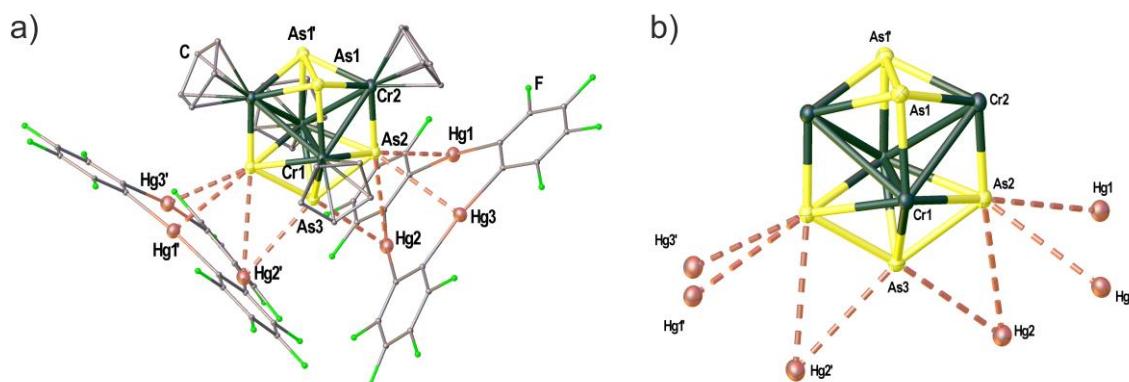 a)
As1'
As1
C
Cr2
F
As2
Hg1
Cr1
Hg3'
Hg3
As3
Hg2
Hg1'
Hg2'
b)
As1'
Cr2
As1
As2
Hg1
Cr1
Hg3'
As3
Hg
Hg1'
Hg2
Hg2'